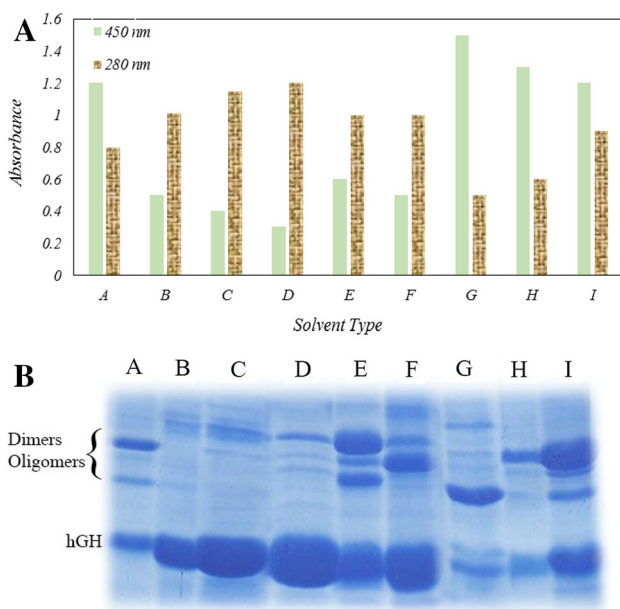 A
1.6
1.4
1.2
1
0.8
0.6
0.4
0.2
0
Absorbance
450 nm
280 nm
A B C D E F G H I
Solvent Type
B
A B C D E F G H I
Dimers
Oligomers
hGH